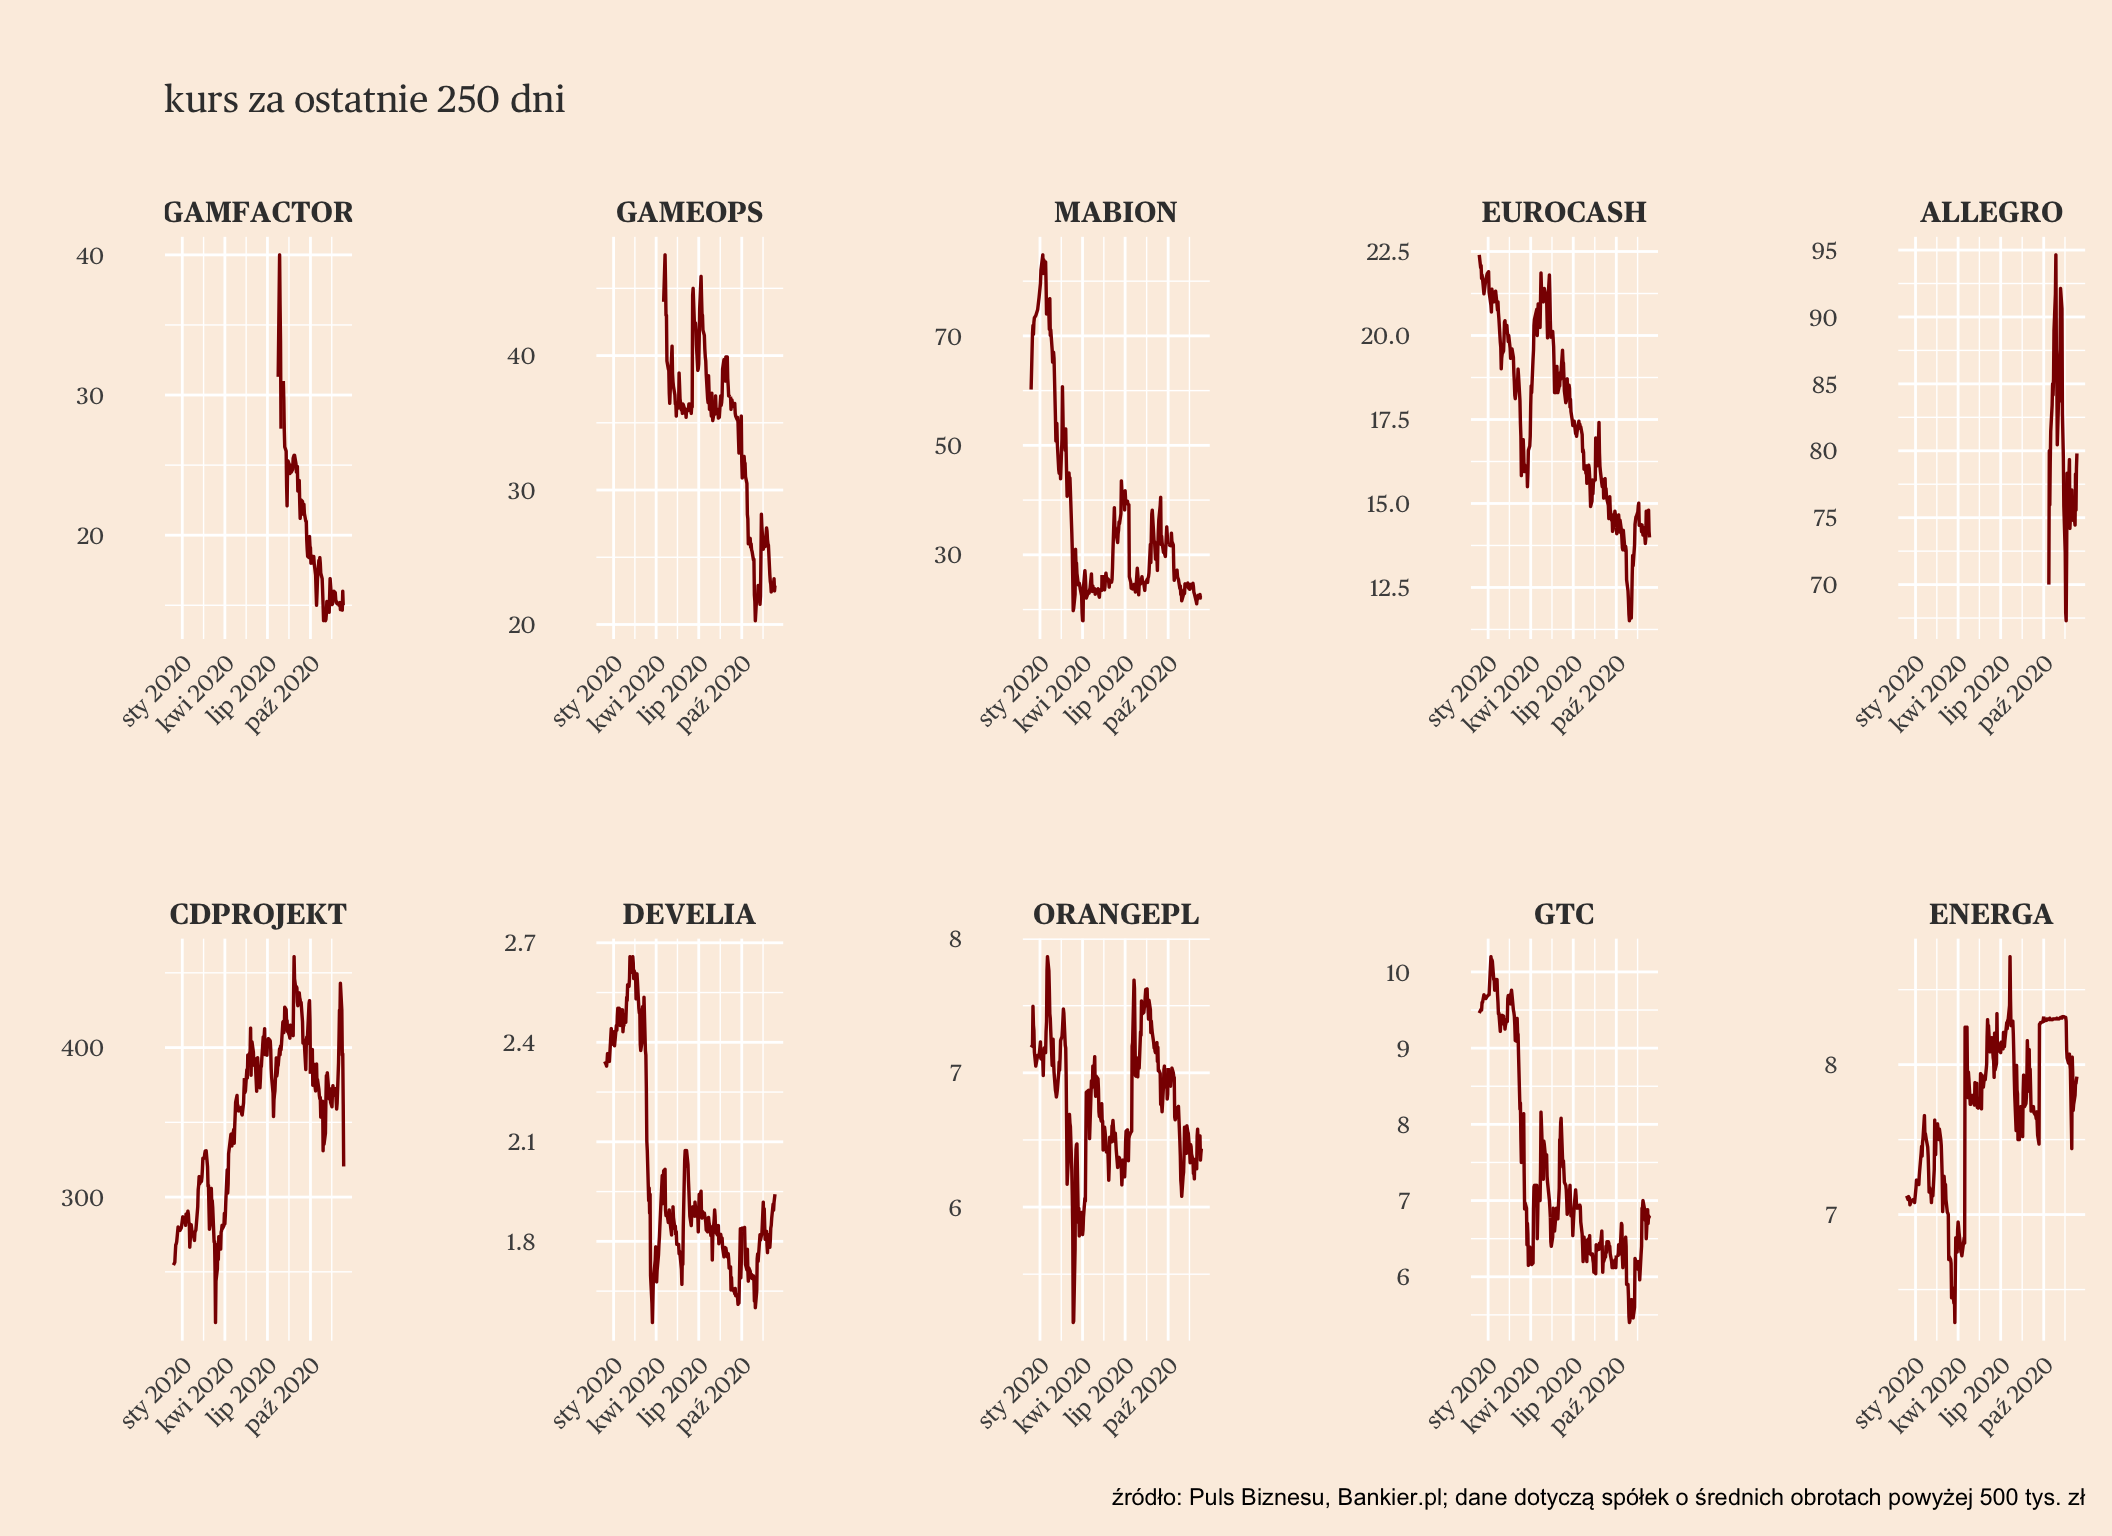 kurs za ostatnie 250 dni
GAMFACTOR
40
30
20
sty 2020
kwi 2020
lip 2020
paź 2020
GAMEOPS
40
30
20
sty 2020
kwi 2020
lip 2020
paź 2020
MABION
70
50
30
sty 2020
kwi 2020
lip 2020
paź 2020
EUROCASH
22.5
20.0
17.5
15.0
12.5
sty 2020
kwi 2020
lip 2020
paź 2020
ALLEGRO
95
90
85
80
75
70
sty 2020
kwi 2020
lip 2020
paź 2020
CDPROJEKT
400
300
sty 2020
kwi 2020
lip 2020
paź 2020
DEVELIA
2.7
2.4
2.1
1.8
sty 2020
kwi 2020
lip 2020
paź 2020
ORANGEPL
8
7
6
sty 2020
kwi 2020
lip 2020
paź 2020
GTC
10
9
8
7
6
sty 2020
kwi 2020
lip 2020
paź 2020
ENERGA
8
7
sty 2020
kwi 2020
lip 2020
paź 2020
źródło: Puls Biznesu, Bankier.pl; dane dotyczą spółek o średnich obrotach powyżej 500 tys. zł